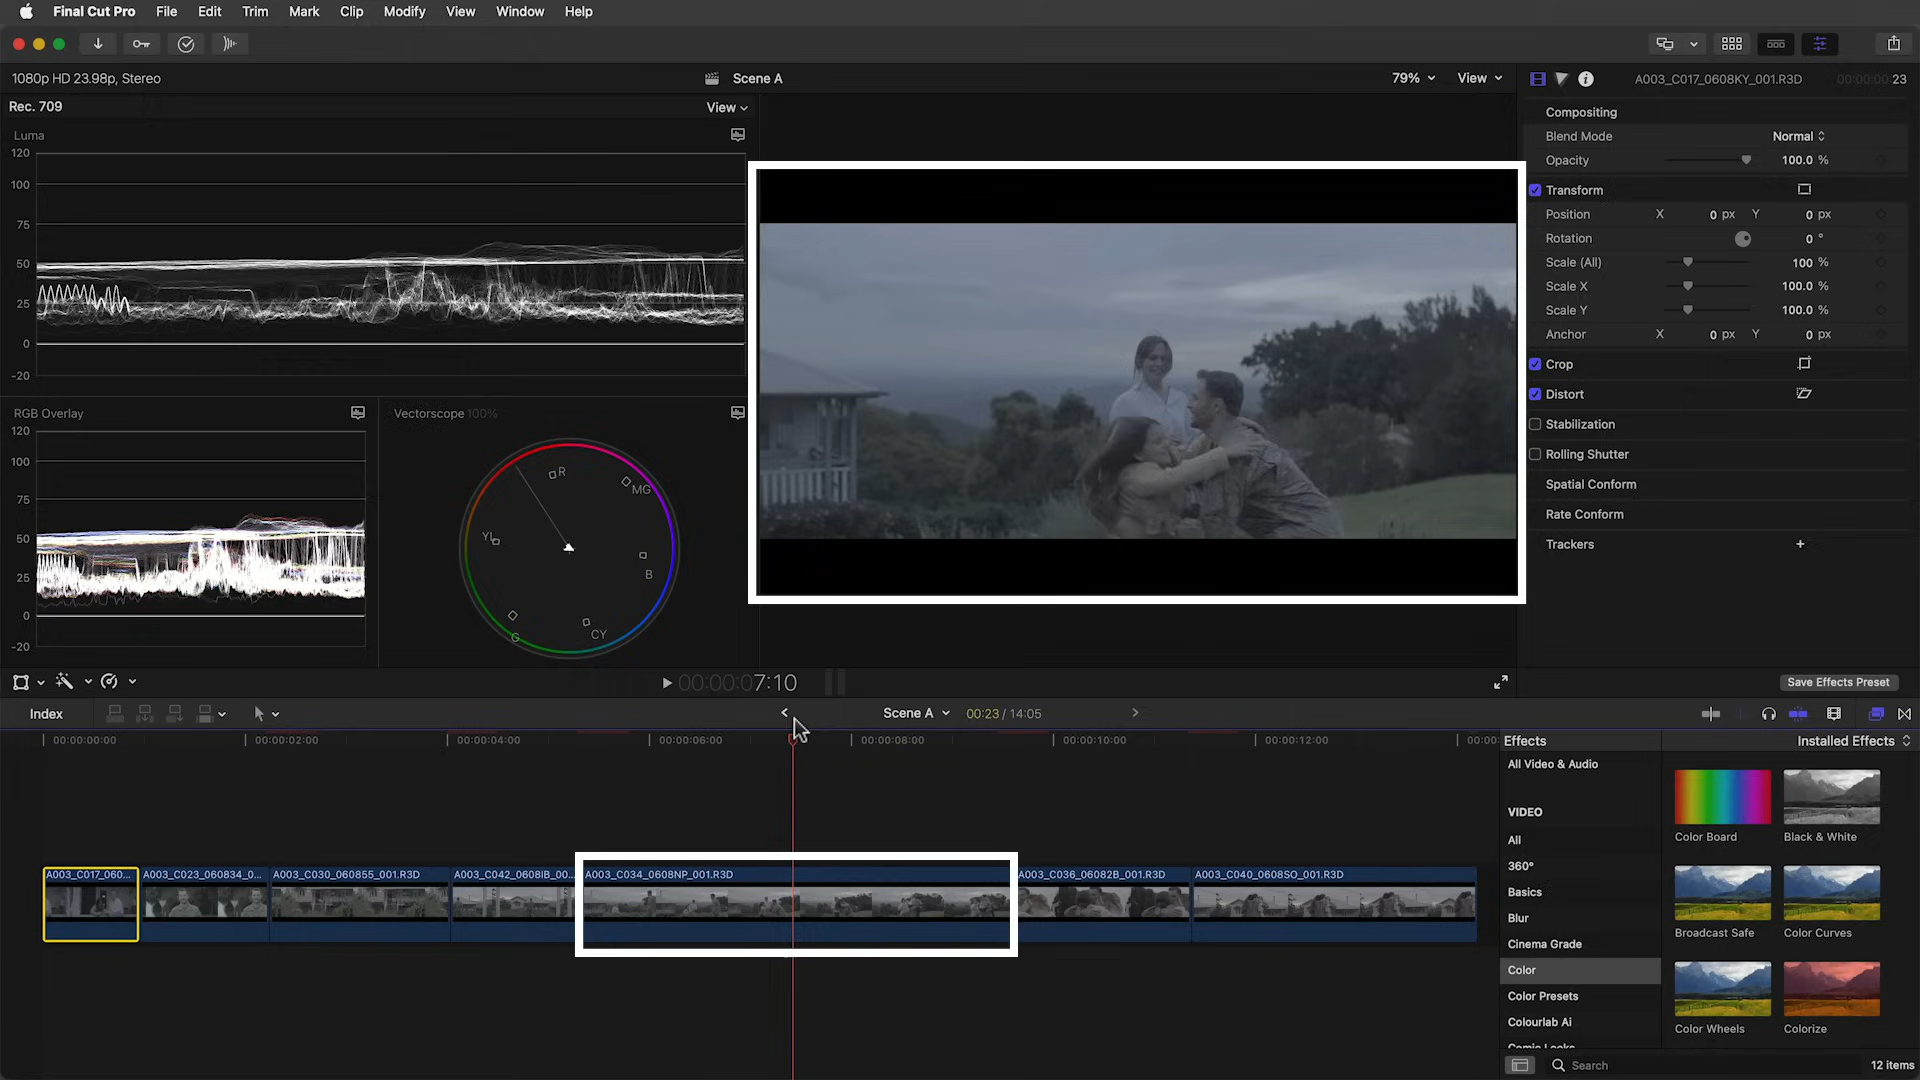 Final Cut Pro File Edit Trim Mark Clip Modify View Window Help
1080p HD 23.98p, Stereo
Scene A
79%
View
A003_C017_0608KY_001.R3D
00:00:00:23
Rec. 709
View
Luma
120
100
75
50
25
0
-20
RGB Overlay
120
100
75
50
25
0
-20
Vectorscope 100%
R
MG
B
CY
G
YL
Compositing
Blend Mode Normal
Opacity 100.0 %
Transform
Position X 0 px Y 0 px
Rotation 0 °
Scale (All) 100 %
Scale X 100.0 %
Scale Y 100.0 %
Anchor X 0 px Y 0 px
Crop
Distort
Stabilization
Rolling Shutter
Spatial Conform
Rate Conform
Trackers +
00:00:07:10
Save Effects Preset
Index
Scene A
00:23 / 14:05
00:00:00:00
00:00:02:00
00:00:04:00
00:00:06:00
00:00:08:00
00:00:10:00
00:00:12:00
00:00:
A003_C017_060...
A003_C023_060834_0...
A003_C030_060855_001.R3D
A003_C042_0608IB_00...
A003_C034_0608NP_001.R3D
A003_C036_06082B_001.R3D
A003_C040_0608SO_001.R3D
Effects
Installed Effects
All Video & Audio
VIDEO
All
360°
Basics
Blur
Cinema Grade
Color
Color Presets
Colourlab Ai
Comic Looks
Color Board
Black & White
Broadcast Safe
Color Curves
Color Wheels
Colorize
Search
12 items